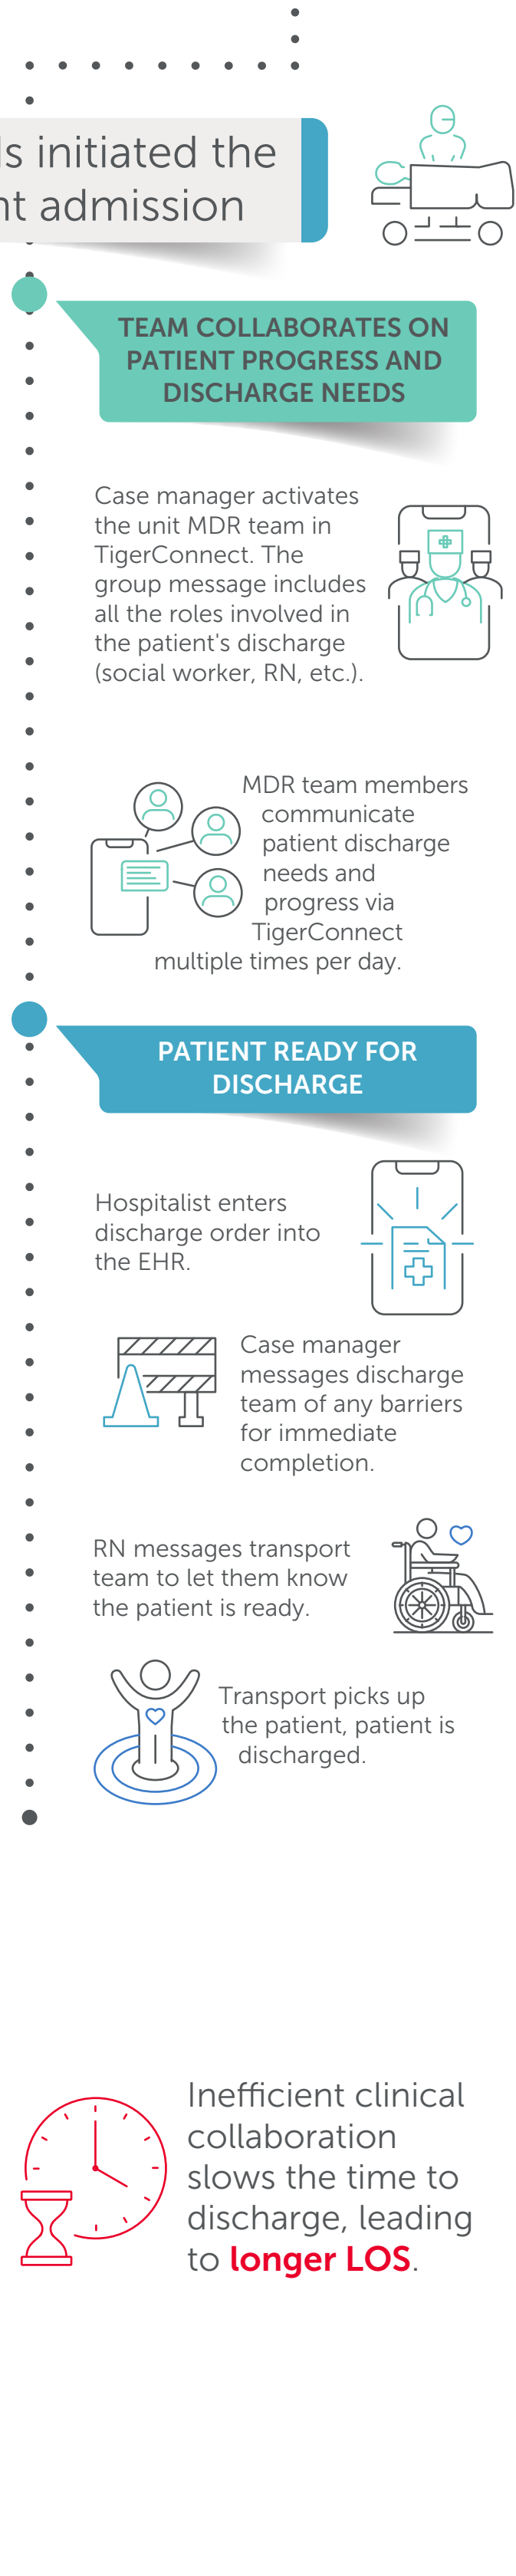 s initiated the
nt admission
TEAM COLLABORATES ON
PATIENT PROGRESS AND
DISCHARGE NEEDS
Case manager activates
the unit MDR team in
TigerConnect. The
group message includes
all the roles involved in
the patient's discharge
(social worker, RN, etc.).
MDR team members
communicate
patient discharge
needs and
progress via
TigerConnect
multiple times per day.
PATIENT READY FOR
DISCHARGE
Hospitalist enters
discharge order into
the EHR.
Case manager
messages discharge
team of any barriers
for immediate
completion.
RN messages transport
team to let them know
the patient is ready.
Transport picks up
the patient, patient is
discharged.
Inefficient clinical
collaboration
slows the time to
discharge, leading
to longer LOS.